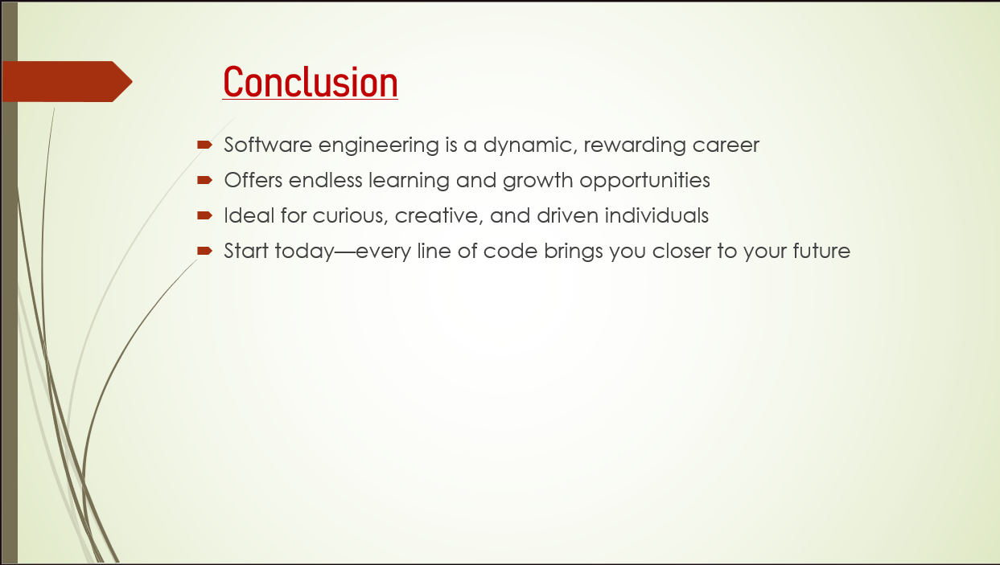 Conclusion
Software engineering is a dynamic, rewarding career
Offers endless learning and growth opportunities
Ideal for curious, creative, and driven individuals
Start today—every line of code brings you closer to your future